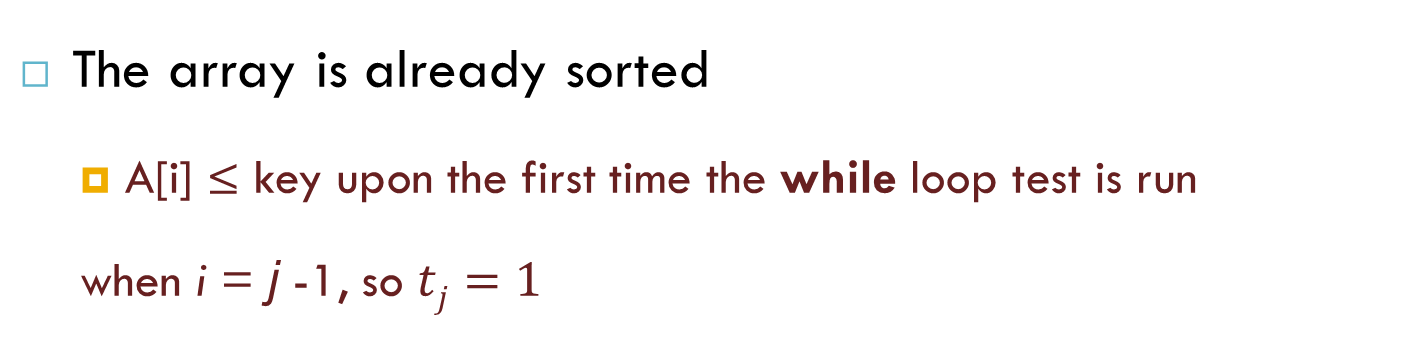 The array is already sorted
A[i] ≤ key upon the first time the while loop test is run
when i = j -1, so tⱼ = 1